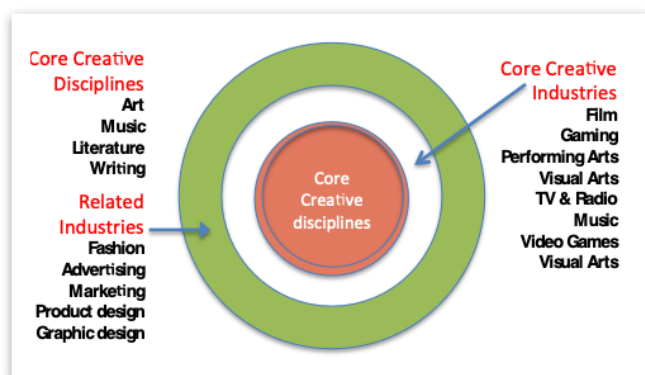 Core Creative
Disciplines
Art
Music
Literature
Writing
Related
Industries
Fashion
Advertising
Marketing
Product design
Graphic design
Core
Creative
disciplines
Core Creative
Industries
Film
Gaming
Performing Arts
Visual Arts
TV & Radio
Music
Video Games
Visual Arts